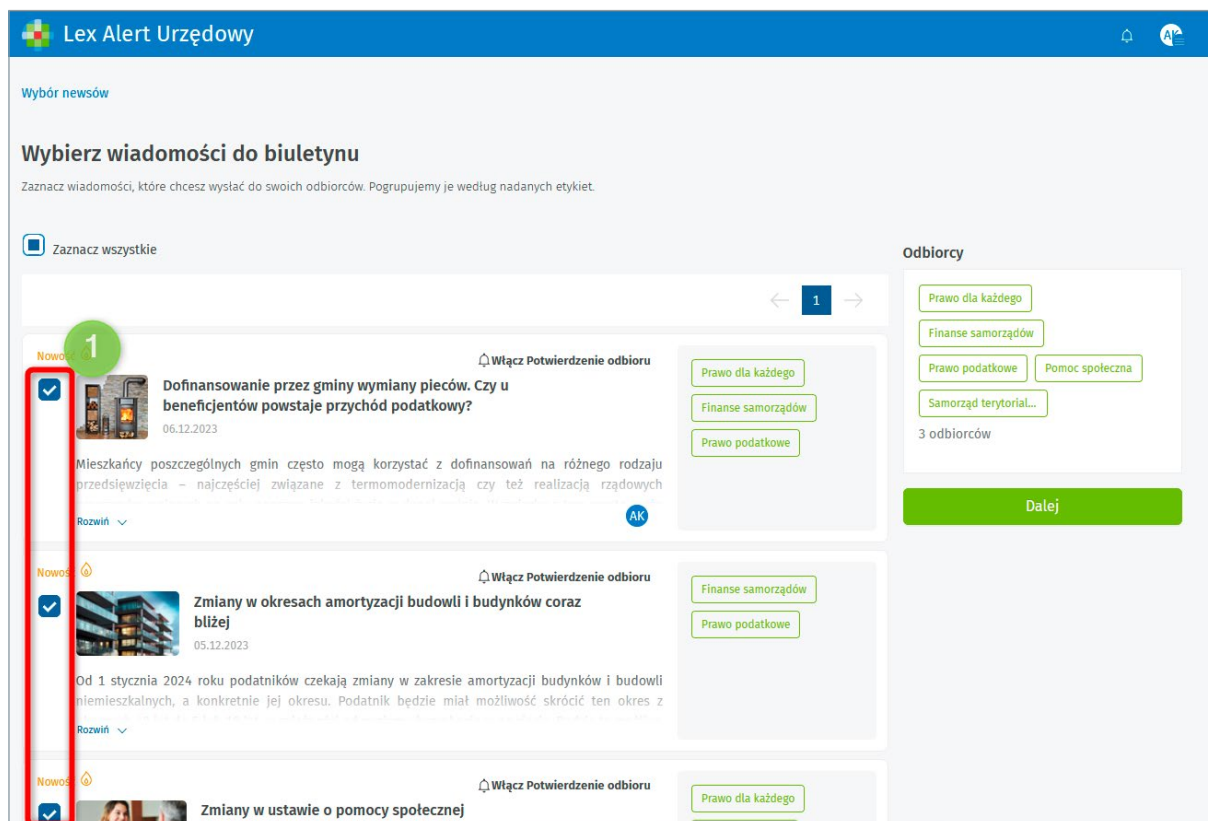 Lex Alert Urzędowy
AK
Wybór newsów
Wybierz wiadomości do biuletynu
Zaznacz wiadomości, które chcesz wysłać do swoich odbiorców. Pogrupujemy je według nadanych etykiet.
Zaznacz wszystkie
1
1
Nowość
Włącz Potwierdzenie odbioru
Dofinansowanie przez gminy wymiany pieców. Czy u
beneficjentów powstaje przychód podatkowy?
06.12.2023
Mieszkańcy poszczególnych gmin często mogą korzystać z dofinansowań na różnego rodzaju
przedsięwzięcia – najczęściej związane z termomodernizacją czy też realizacją rządowych
Rozwiń
AK
Prawo dla każdego
Finanse samorządów
Prawo podatkowe
Nowość
Włącz Potwierdzenie odbioru
Zmiany w okresach amortyzacji budowli i budynków coraz
bliżej
05.12.2023
Od 1 stycznia 2024 roku podatników czekają zmiany w zakresie amortyzacji budynków i budowli
niemieszkalnych, a konkretnie jej okresu. Podatnik będzie miał możliwość skrócić ten okres z
Rozwiń
Finanse samorządów
Prawo podatkowe
Nowość
Włącz Potwierdzenie odbioru
Zmiany w ustawie o pomocy społecznej
Prawo dla każdego
Odbiorcy
Prawo dla każdego
Finanse samorządów
Prawo podatkowe Pomoc społeczna
Samorząd terytorial...
3 odbiorców
Dalej